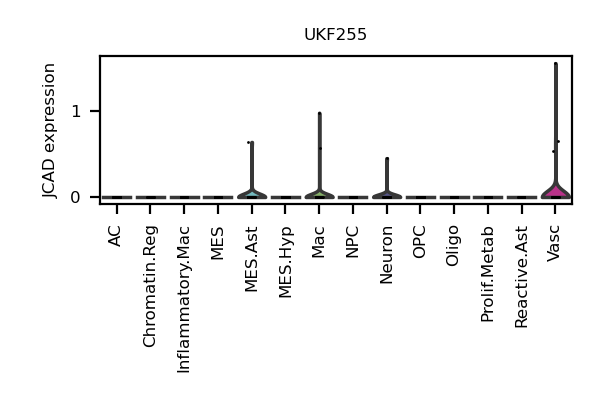 UKF255
JCAD expression
1
0
AC
Chromatin.Reg
Inflammatory.Mac
MES
MES.Ast
MES.Hyp
Mac
NPC
Neuron
OPC
Oligo
Prolif.Metab
Reactive.Ast
Vasc